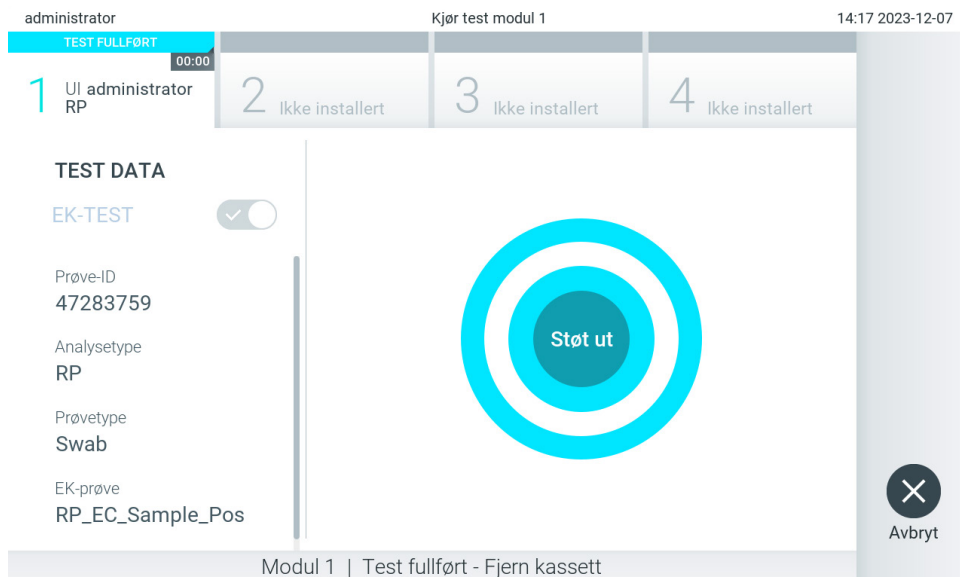 administrator
Kjør test modul 1
14:17 2023-12-07
TEST FULLFØRT
00:00
1
UI administrator
RP
2 Ikke installert
3 Ikke installert
4 Ikke installert
TEST DATA
EK-TEST
Prøve-ID
47283759
Analysetype
RP
Prøvetype
Swab
EK-prøve
RP_EC_Sample_Pos
Støt ut
Avbryt
Modul 1 | Test fullført - Fjern kassett